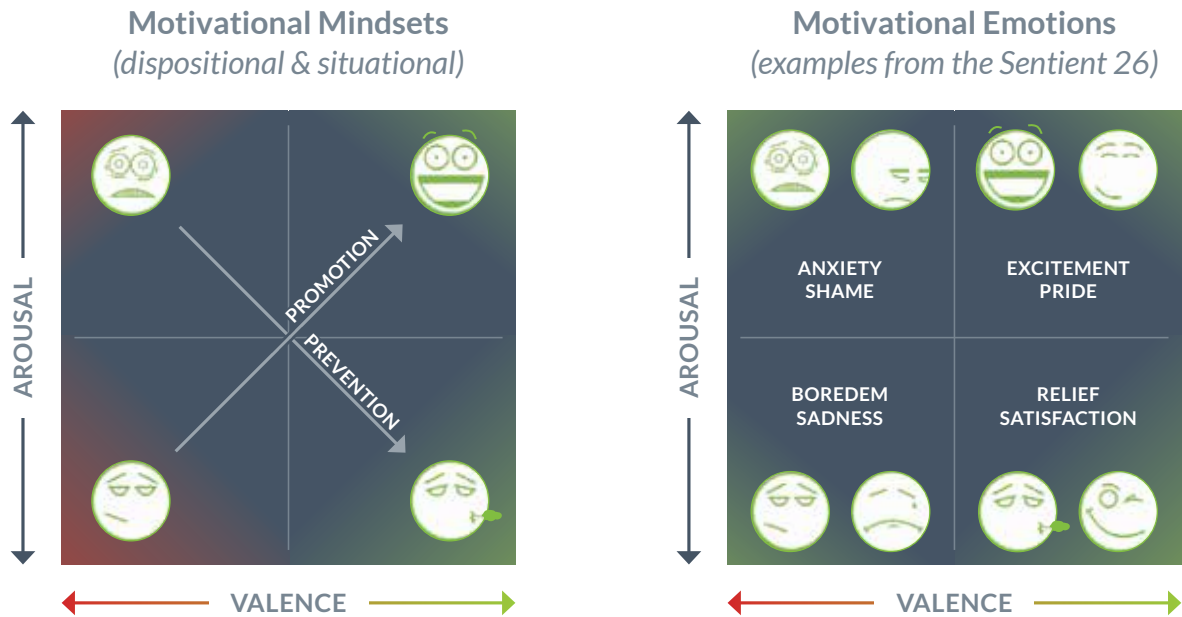 Motivational Mindsets
(dispositional & situational)
AROUSAL
PROMOTION
PREVENTION
VALENCE
Motivational Emotions
(examples from the Sentient 26)
AROUSAL
ANXIETY
SHAME
EXCITEMENT
PRIDE
BOREDEM
SADNESS
RELIEF
SATISFACTION
VALENCE